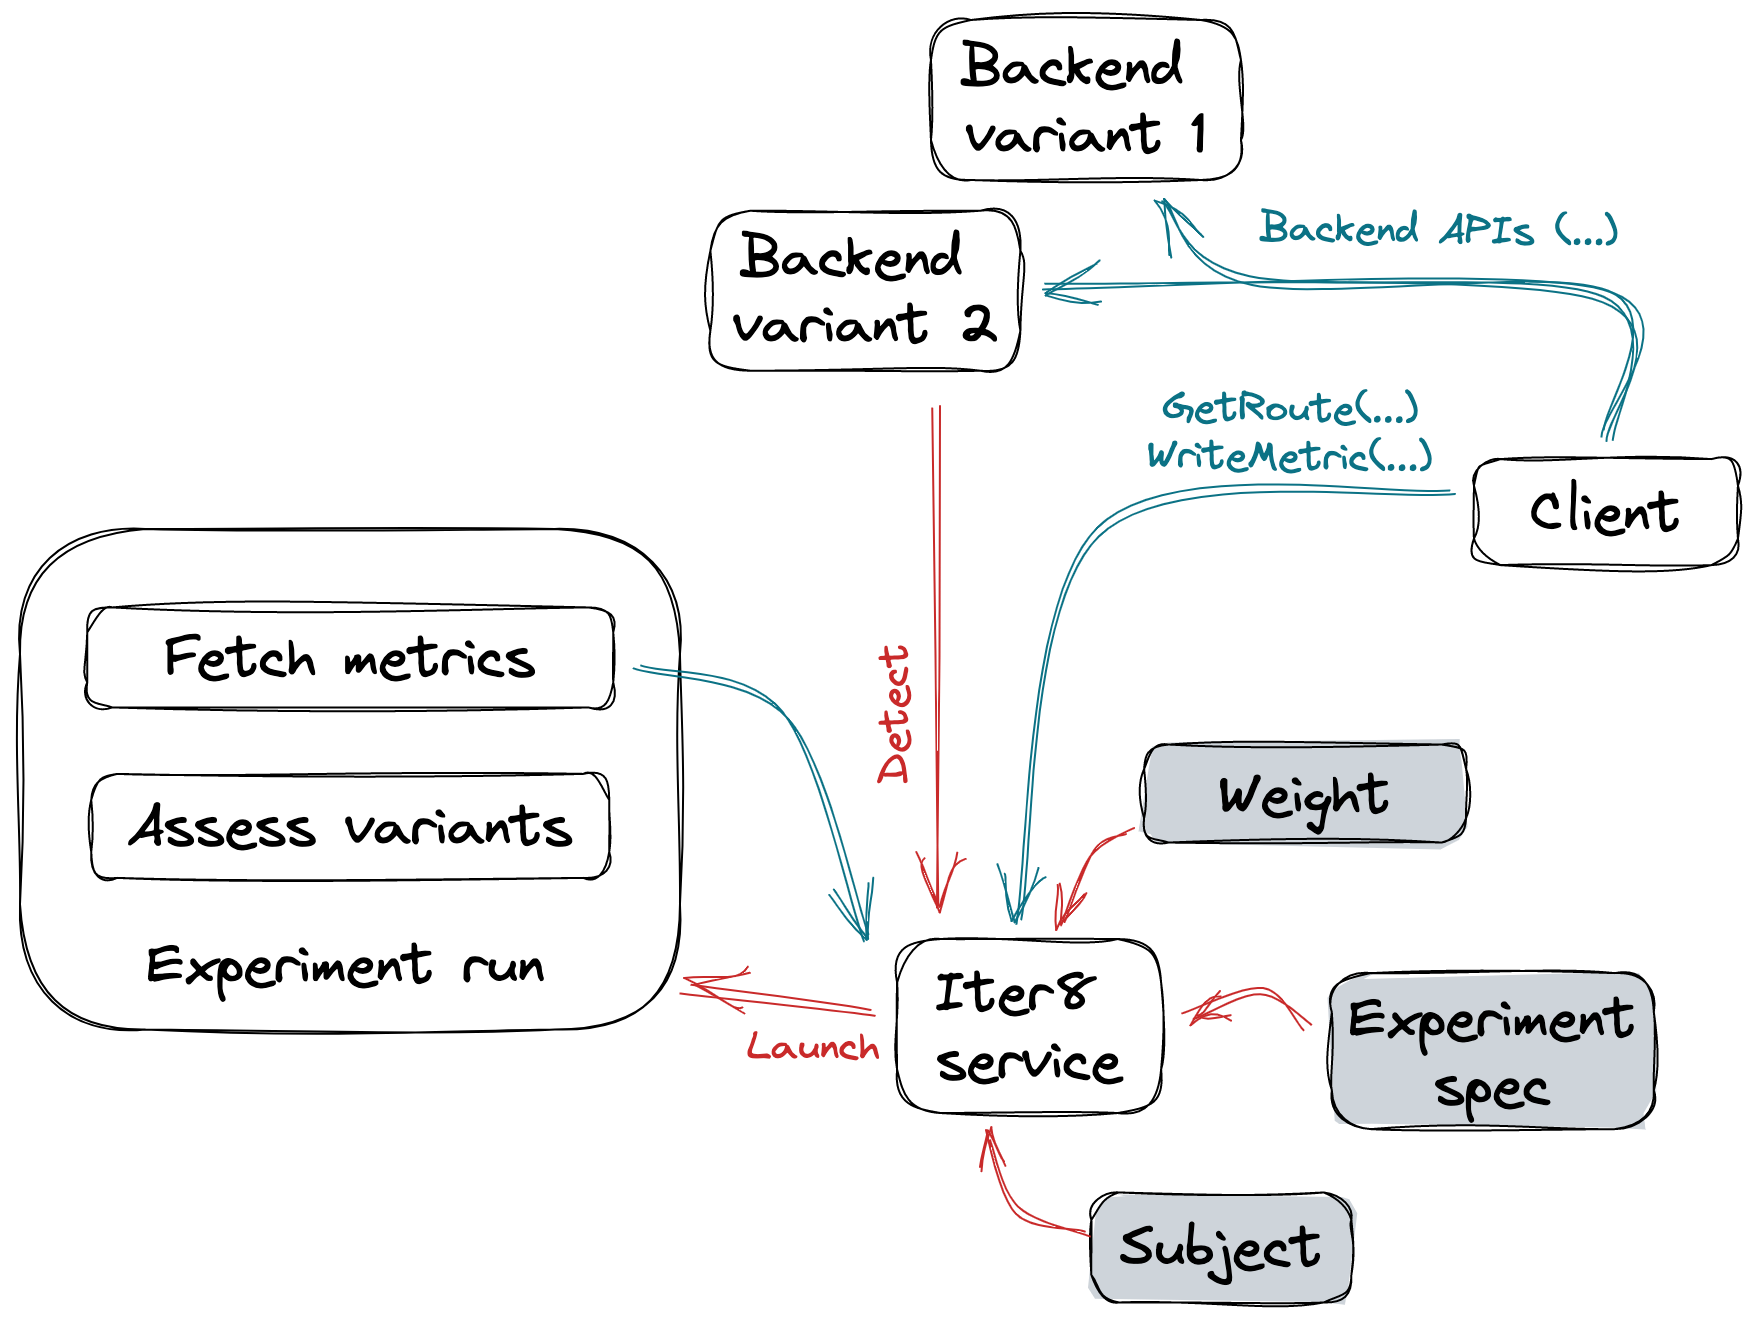 Backend
variant 1
Backend
variant 2
Backend APIs (...)
GetRoute(...)
WriteMetric(...)
Client
Detect
Fetch metrics
Assess variants
Experiment run
Launch
Iter8
service
Weight
Experiment
spec
Subject